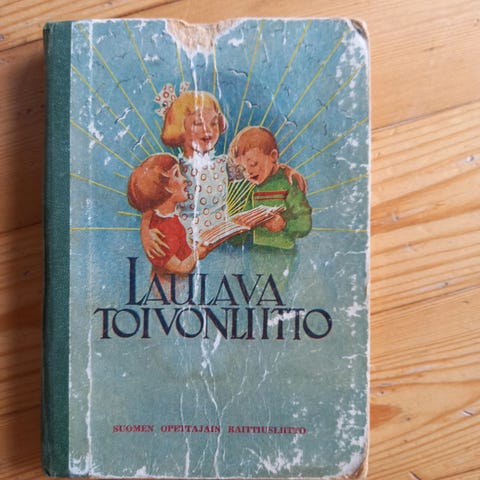 LAULAVA
TOIVONLIITTO
SUOMEN OPETTAJAIN RAITTIUSLIITTO